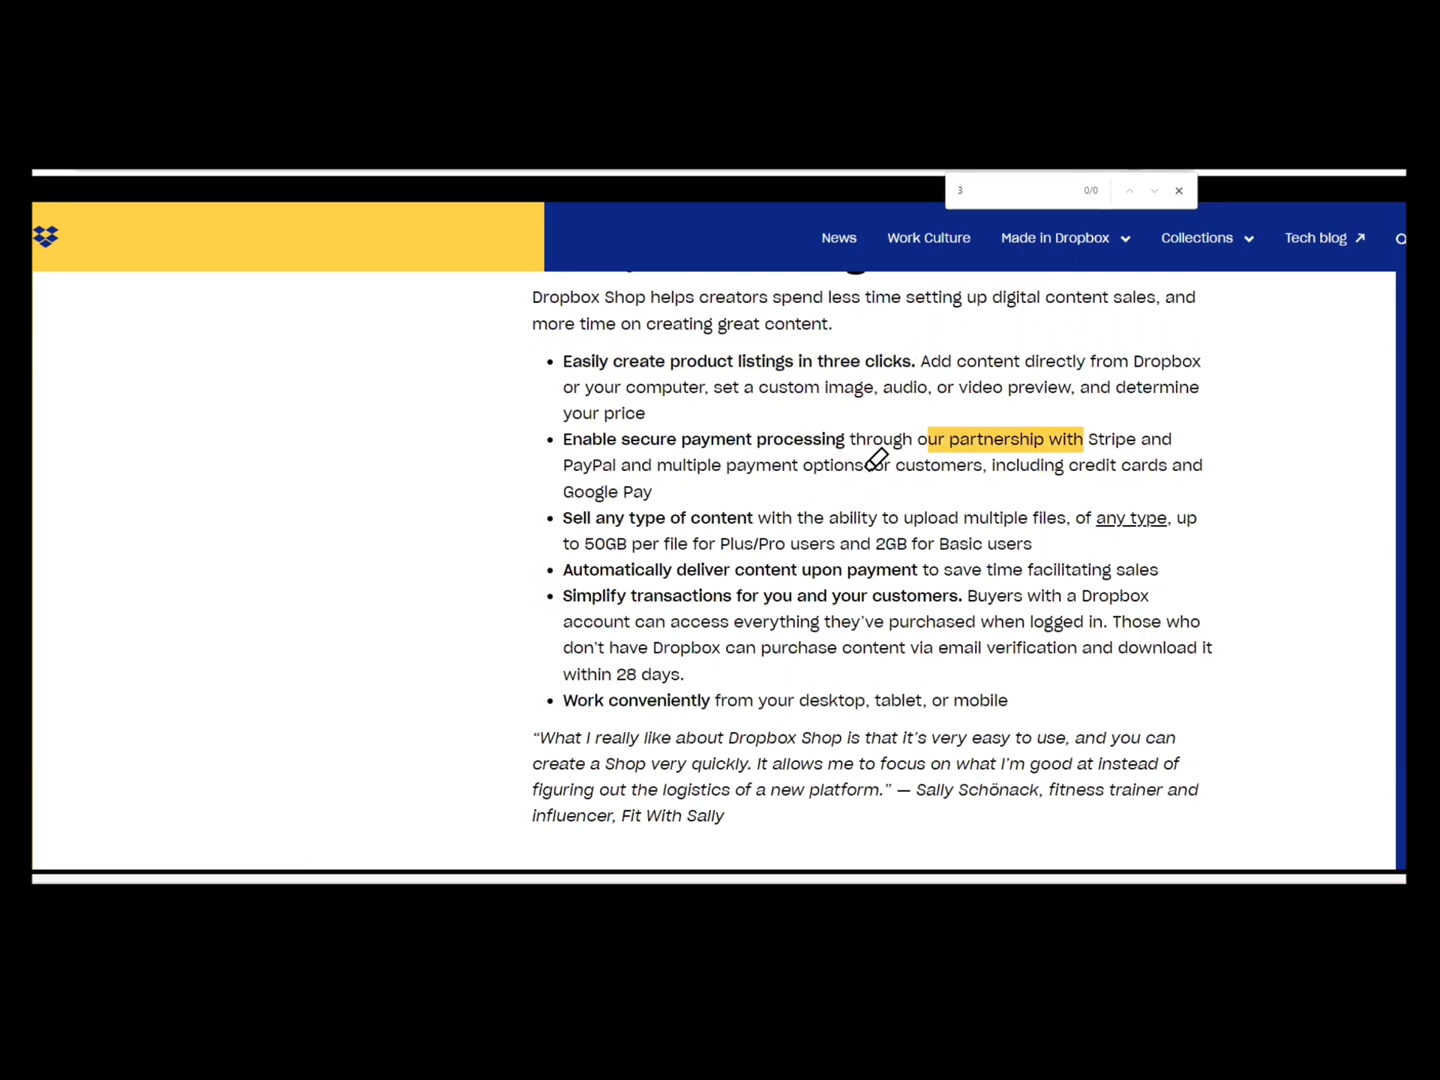 3 0/0
News Work Culture Made in Dropbox Collections Tech blog
Dropbox Shop helps creators spend less time setting up digital content sales, and
more time on creating great content.
• Easily create product listings in three clicks. Add content directly from Dropbox
or your computer, set a custom image, audio, or video preview, and determine
your price
• Enable secure payment processing through our partnership with Stripe and
PayPal and multiple payment options for customers, including credit cards and
Google Pay
• Sell any type of content with the ability to upload multiple files, of any type, up
to 50GB per file for Plus/Pro users and 2GB for Basic users
• Automatically deliver content upon payment to save time facilitating sales
• Simplify transactions for you and your customers. Buyers with a Dropbox
account can access everything they’ve purchased when logged in. Those who
don’t have Dropbox can purchase content via email verification and download it
within 28 days.
• Work conveniently from your desktop, tablet, or mobile
“What I really like about Dropbox Shop is that it’s very easy to use, and you can
create a Shop very quickly. It allows me to focus on what I’m good at instead of
figuring out the logistics of a new platform.” — Sally Schönack, fitness trainer and
influencer, Fit With Sally